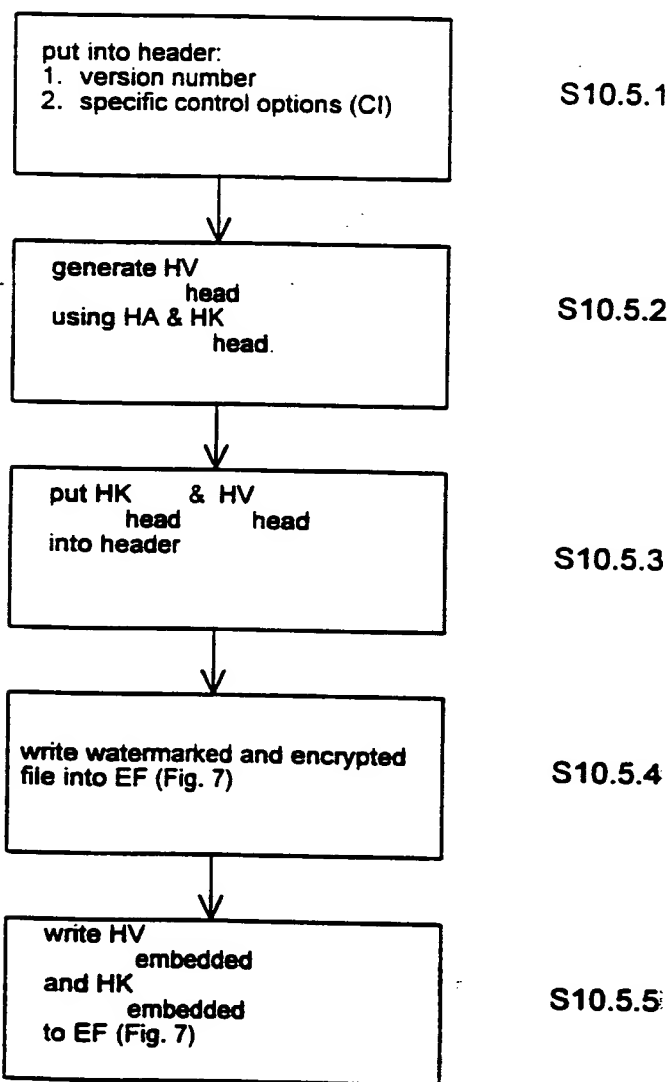 put into header:
1. version number
2. specific control options (CI)
S10.5.1
generate HV
head
using HA & HK
head.
S10.5.2
put HK & HV
head head
into header
S10.5.3
write watermarked and encrypted
file into EF (Fig. 7)
S10.5.4
write HV
embedded
and HK
embedded
to EF (Fig. 7)
S10.5.5